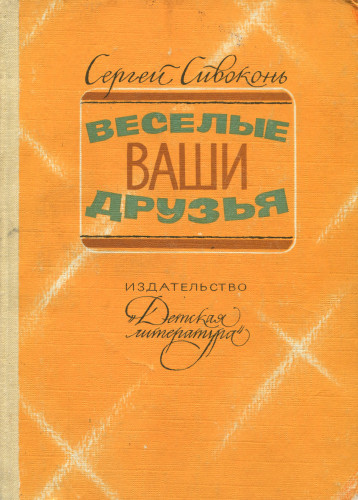 Сергей Сивоконь
ВЕСЕЛЫЕ
ВАШИ
ДРУЗЬЯ
ИЗДАТЕЛЬСТВО
„Детская
литература"